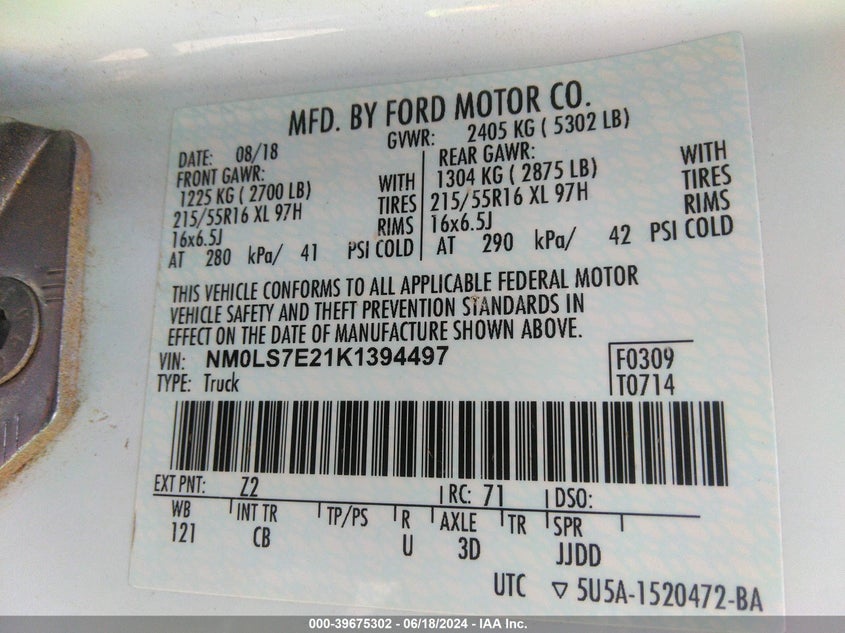 MFD. BY FORD MOTOR CO.
DATE: 08/18 GVWR: 2405 KG ( 5302 LB)
FRONT GAWR: REAR GAWR:
1225 KG ( 2700 LB) WITH 1304 KG ( 2875 LB) WITH
215/55R16 XL 97H TIRES 215/55R16 XL 97H TIRES
16x6.5J RIMS 16x6.5J RIMS
AT 280 kPa/ 41 PSI COLD AT 290 kPa/ 42 PSI COLD
THIS VEHICLE CONFORMS TO ALL APPLICABLE FEDERAL MOTOR
VEHICLE SAFETY AND THEFT PREVENTION STANDARDS IN
EFFECT ON THE DATE OF MANUFACTURE SHOWN ABOVE.
VIN: NM0LS7E21K1394497 F0309
TYPE: Truck T0714
EXT PNT: Z2 RC: 71 DSO:
WB INT TR TP/PS R AXLE TR SPR
121 CB U 3D JJDD
UTC ▽ 5U5A-1520472-BA
000-39675302 - 06/18/2024 - IAA Inc.